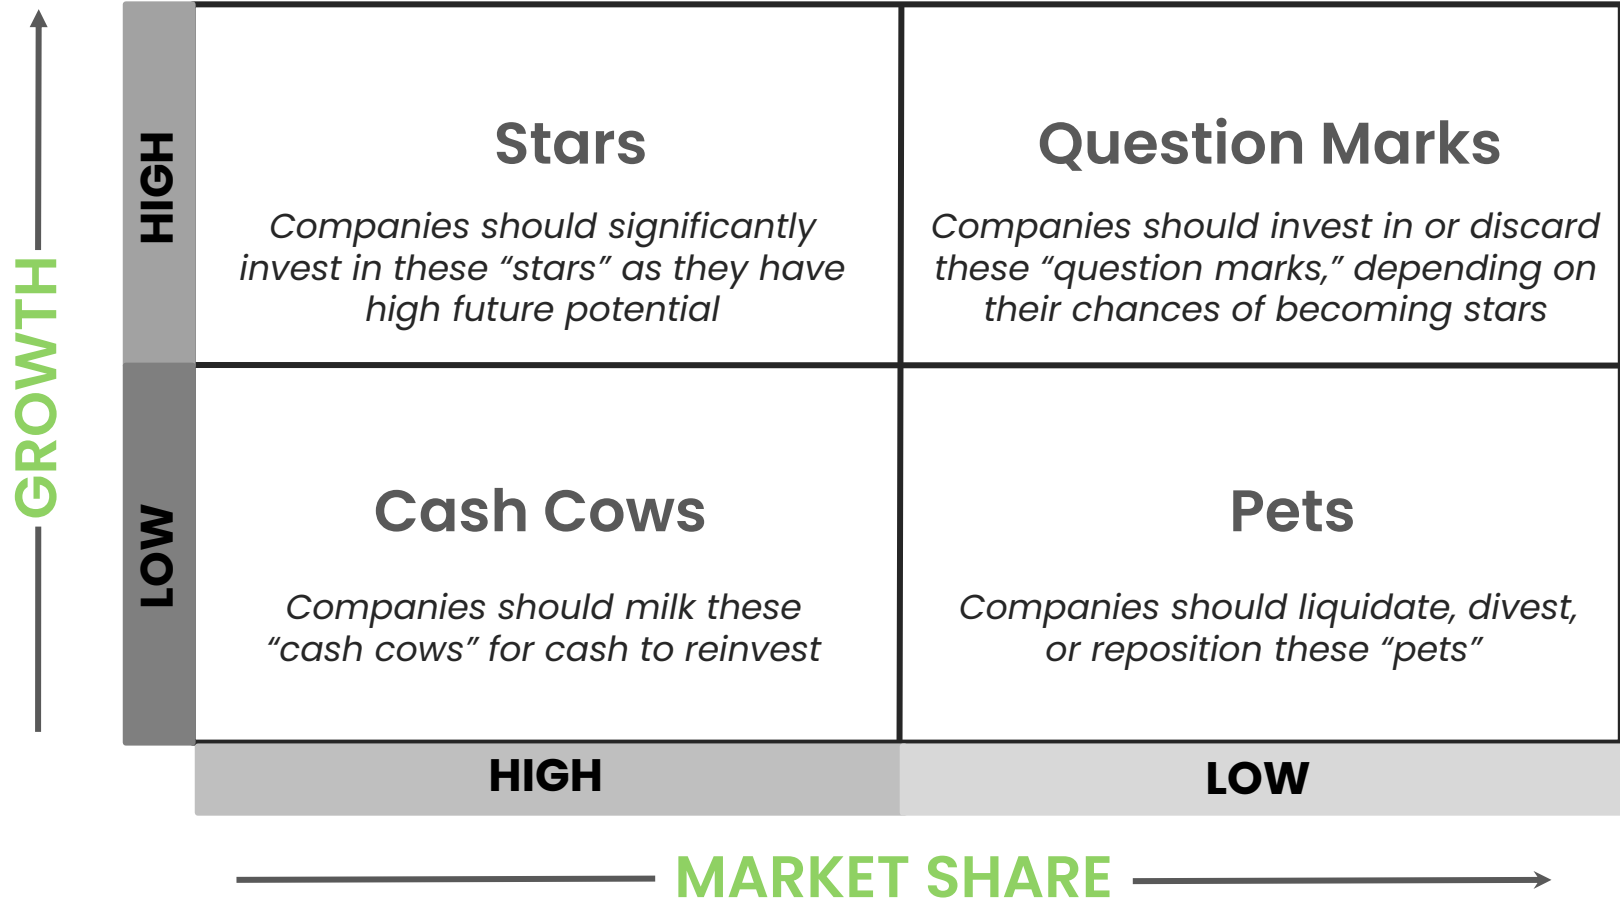 HIGH
Stars
Companies should significantly
invest in these “stars” as they have
high future potential
Question Marks
Companies should invest in or discard
these “question marks,” depending on
their chances of becoming stars
GROWTH
LOW
Cash Cows
Companies should milk these
“cash cows” for cash to reinvest
Pets
Companies should liquidate, divest,
or reposition these “pets”
HIGH
LOW
MARKET SHARE